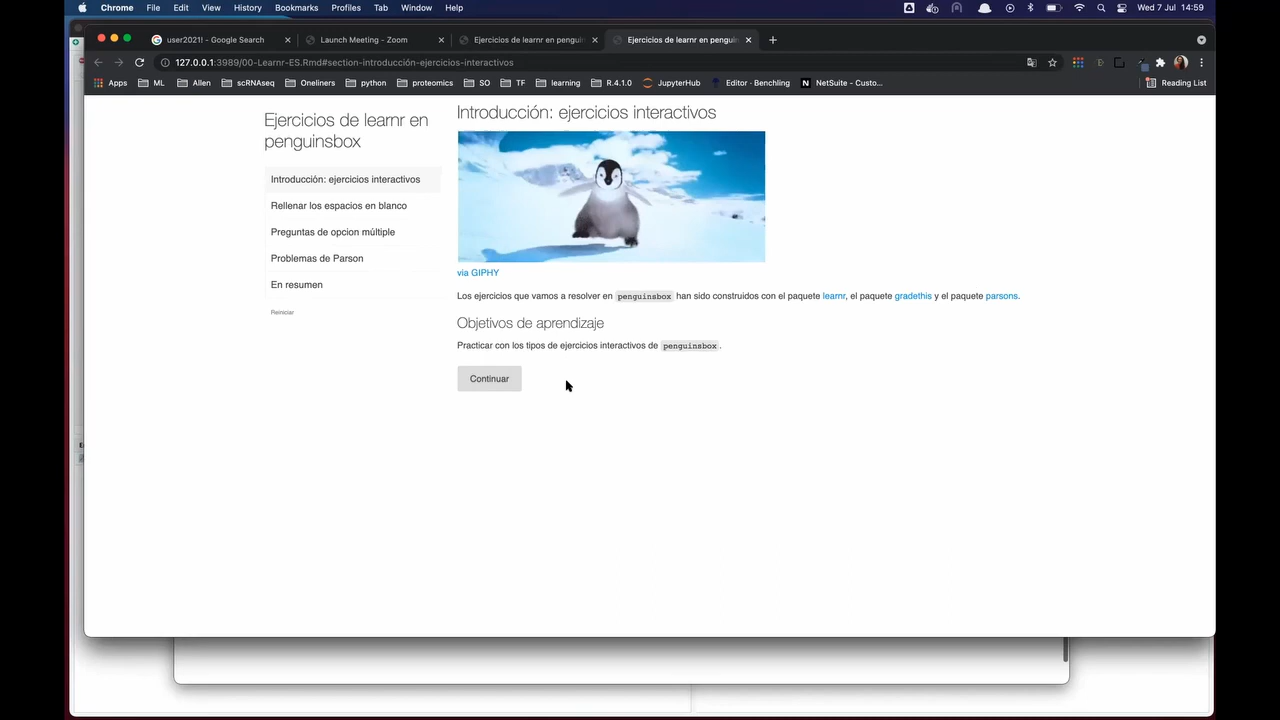 Chrome File Edit View History Bookmarks Profiles Tab Window Help Wed 7 Jul 14:59
user2021! - Google Search Launch Meeting - Zoom Ejercicios de learnr en penguin Ejercicios de learnr en penguin
127.0.0.1:3989/00-Learnr-ES.Rmd#section-introducción-ejercicios-interactivos
Apps ML Allen scRNAseq Oneliners python proteomics SO TF learning R.4.1.0 JupyterHub Editor · Benchling NetSuite - Custo... Reading List
Ejercicios de learnr en
penguinsbox
Introducción: ejercicios interactivos
Rellenar los espacios en blanco
Preguntas de opcion múltiple
Problemas de Parson
En resumen
Reiniciar
Introducción: ejercicios interactivos
via GIPHY
Los ejercicios que vamos a resolver en penguinsbox han sido construidos con el paquete learnr, el paquete gradethis y el paquete parsons.
Objetivos de aprendizaje
Practicar con los tipos de ejercicios interactivos de penguinsbox.
Continuar